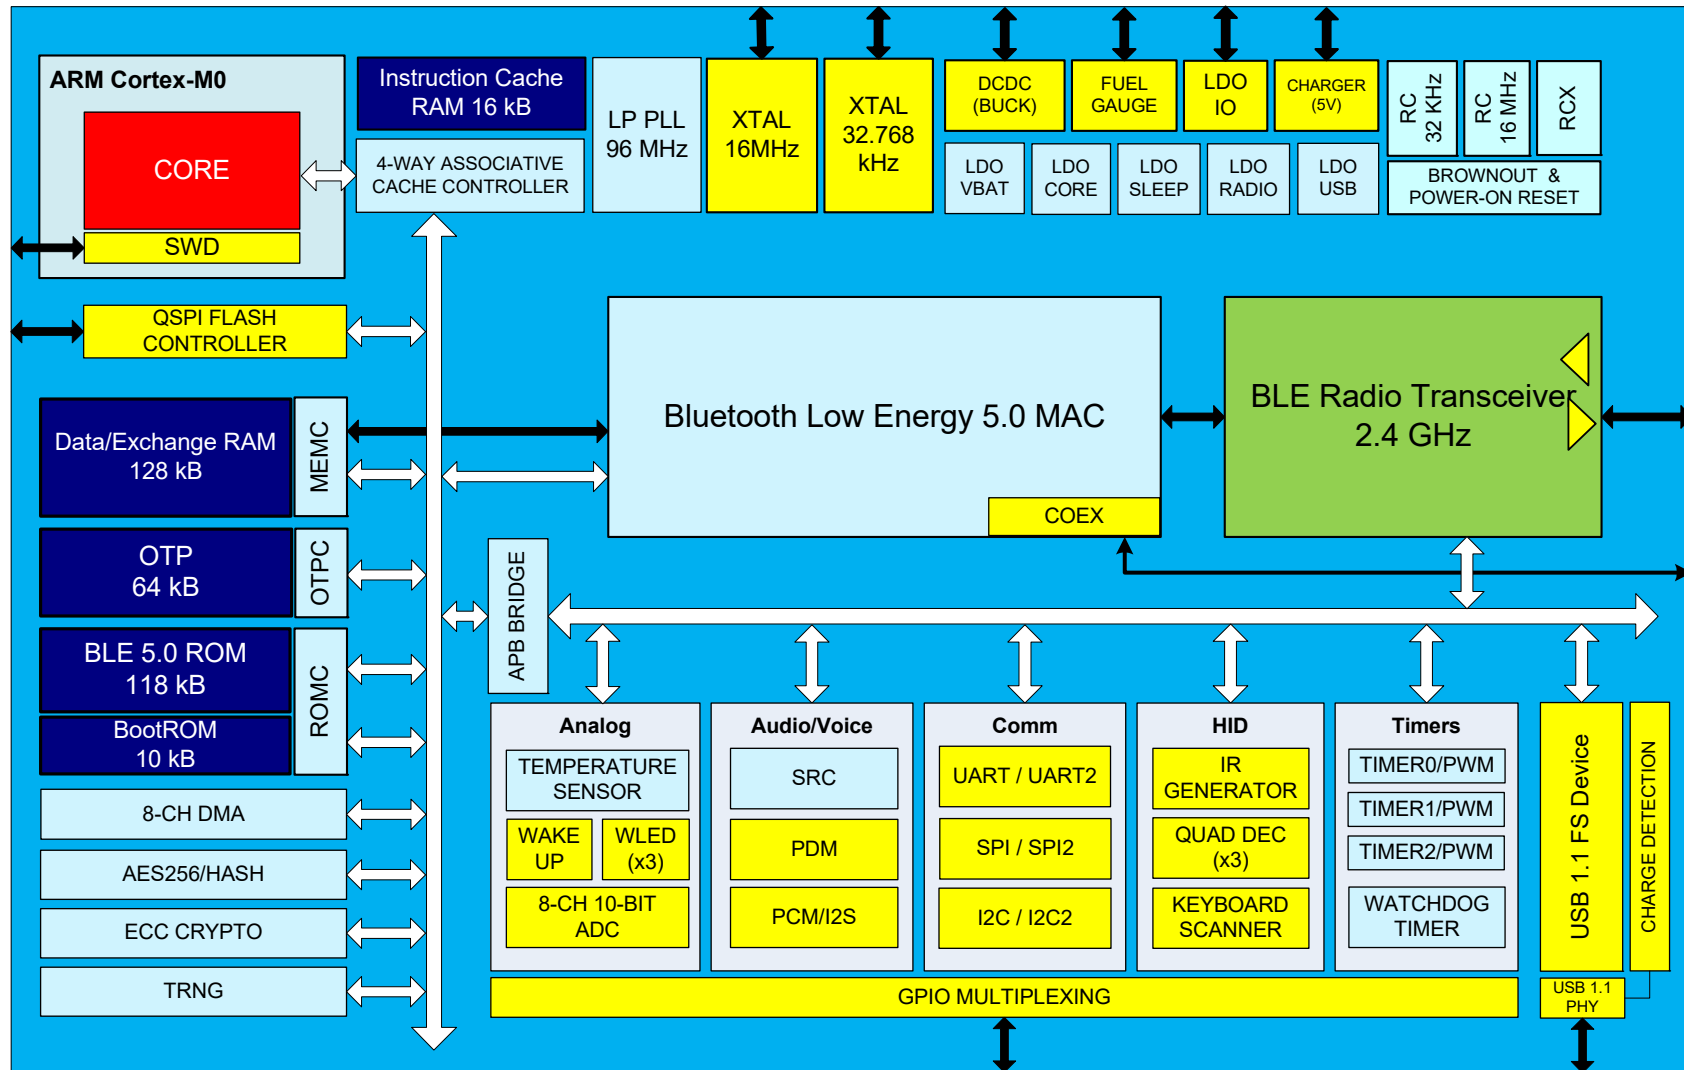 ARM Cortex-M0
CORE
SWD
Instruction Cache
RAM 16 kB
4-WAY ASSOCIATIVE
CACHE CONTROLLER
LP PLL
96 MHz
XTAL
16MHz
XTAL
32.768
kHz
DCDC
(BUCK)
FUEL
GAUGE
LDO
IO
CHARGER
(5V)
LDO
VBAT
LDO
CORE
LDO
SLEEP
LDO
RADIO
LDO
USB
RC
32 KHz
RC
16 MHz
RCX
BROWNOUT &
POWER-ON RESET
QSPI FLASH
CONTROLLER
Data/Exchange RAM
128 kB
MEMC
OTP
64 kB
OTPC
BLE 5.0 ROM
118 kB
BootROM
10 kB
ROMC
8-CH DMA
AES256/HASH
ECC CRYPTO
TRNG
Bluetooth Low Energy 5.0 MAC
COEX
BLE Radio Transceiver
2.4 GHz
APB BRIDGE
Analog
TEMPERATURE
SENSOR
WAKE
UP
WLED
(x3)
8-CH 10-BIT
ADC
Audio/Voice
SRC
PDM
PCM/I2S
Comm
UART / UART2
SPI / SPI2
I2C / I2C2
HID
IR
GENERATOR
QUAD DEC
(x3)
KEYBOARD
SCANNER
Timers
TIMER0/PWM
TIMER1/PWM
TIMER2/PWM
WATCHDOG
TIMER
USB 1.1 FS Device
CHARGE DETECTION
USB 1.1
PHY
GPIO MULTIPLEXING